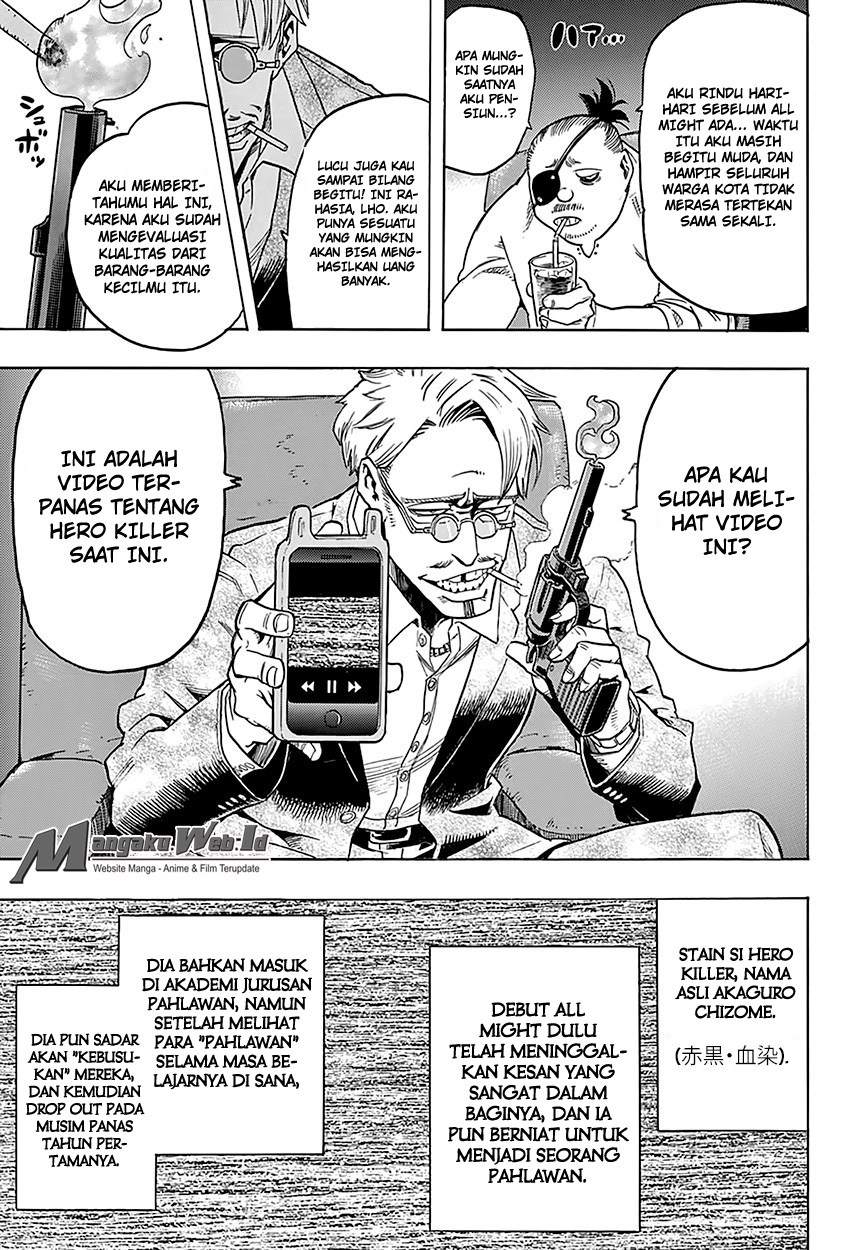 AKU RINDU HARI-
HARI SEBELUM ALL
MIGHT ADA... WAKTU
ITU AKU MASIH
BEGITU MUDA, DAN
HAMPIR SELURUH
WARGA KOTA TIDAK
MERASA TERTEKAN
SAMA SEKALI.
ハァ...
APA MUNG-
KIN SUDAH
SAATNYA
AKU PEN-
SIUN...?
LUCU JUGA KAU
SAMPAI BILANG
BEGITU! INI RA-
HASIA, LHO. AKU
PUNYA SESUATU
YANG MUNGKIN
AKAN BISA MENG-
HASILKAN UANG
BANYAK.
シュボッ
AKU MEMBERI-
TAHUMU HAL INI,
KARENA AKU SUDAH
MENGEVALUASI
KUALITAS DARI
BARANG-BARANG
KECILMU ITU.
APA KAU
SUDAH MELI-
HAT VIDEO
INI?
INI ADALAH
VIDEO TER-
PANAS TENTANG
HERO KILLER
SAAT INI.
Mangaku.Web.Id
Website Manga - Anime & Film Terupdate
STAIN SI HERO
KILLER, NAMA
ASLI AKAGURO
CHIZOME.
(赤黒・血染).
DEBUT ALL
MIGHT DULU
TELAH MENINGGAL-
KAN KESAN YANG
SANGAT DALAM
BAGINYA, DAN IA
PUN BERNIAT UNTUK
MENJADI SEORANG
PAHLAWAN.
DIA BAHKAN MASUK
DI AKADEMI JURUSAN
PAHLAWAN, NAMUN
SETELAH MELIHAT
PARA "PAHLAWAN"
SELAMA MASA BE-
LAJARNYA DI SANA,
DIA PUN SADAR
AKAN "KEBUSU-
KAN" MEREKA,
DAN KEMUDIAN
DROP OUT PADA
MUSIM PANAS
TAHUN PER-
TAMANYA.